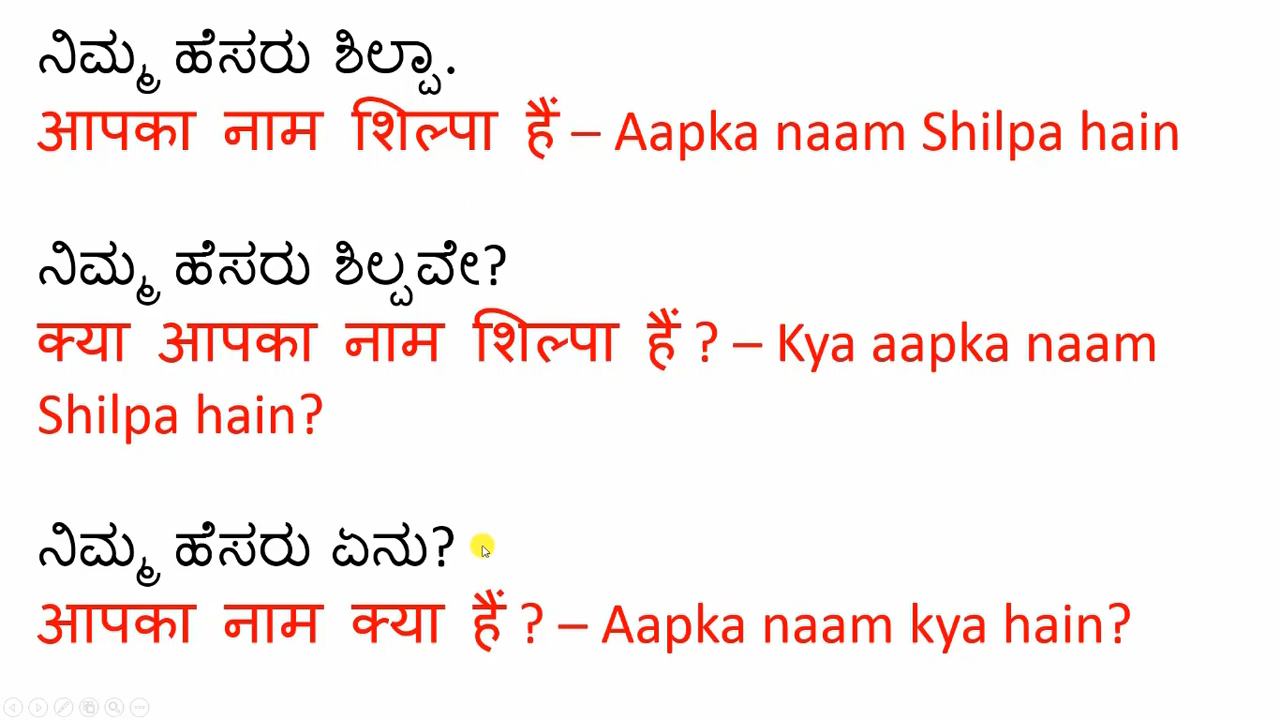 ನಿಮ್ಮ ಹೆಸರು ಶಿಲ್ಪಾ.
आपका नाम शिल्पा हैं – Aapka naam Shilpa hain
ನಿಮ್ಮ ಹೆಸರು ಶಿಲ್ಪವೇ?
क्या आपका नाम शिल्पा हैं ? – Kya aapka naam
Shilpa hain?
ನಿಮ್ಮ ಹೆಸರು ಏನು?
आपका नाम क्या हैं ? – Aapka naam kya hain?